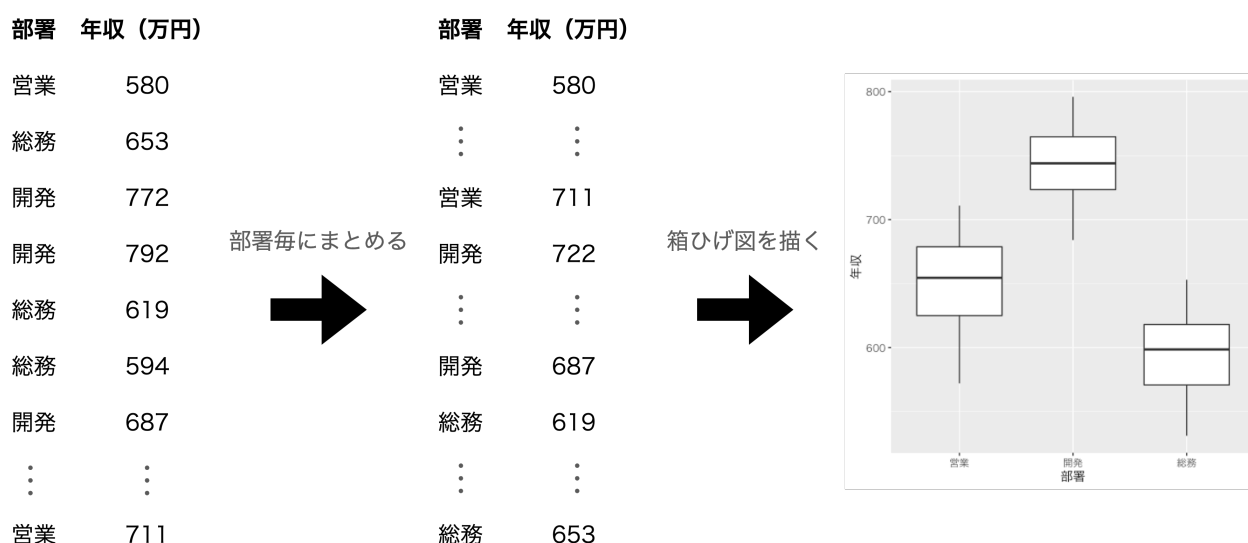 部署 年収（万円）
営業 580
総務 653
開発 772
開発 792
総務 619
総務 594
開発 687
⋮ ⋮
営業 711
部署毎にまとめる
部署 年収（万円）
営業 580
⋮ ⋮
営業 711
開発 722
⋮ ⋮
開発 687
総務 619
⋮ ⋮
総務 653
箱ひげ図を描く
800
700
600
年収
営業 開発 総務
部署